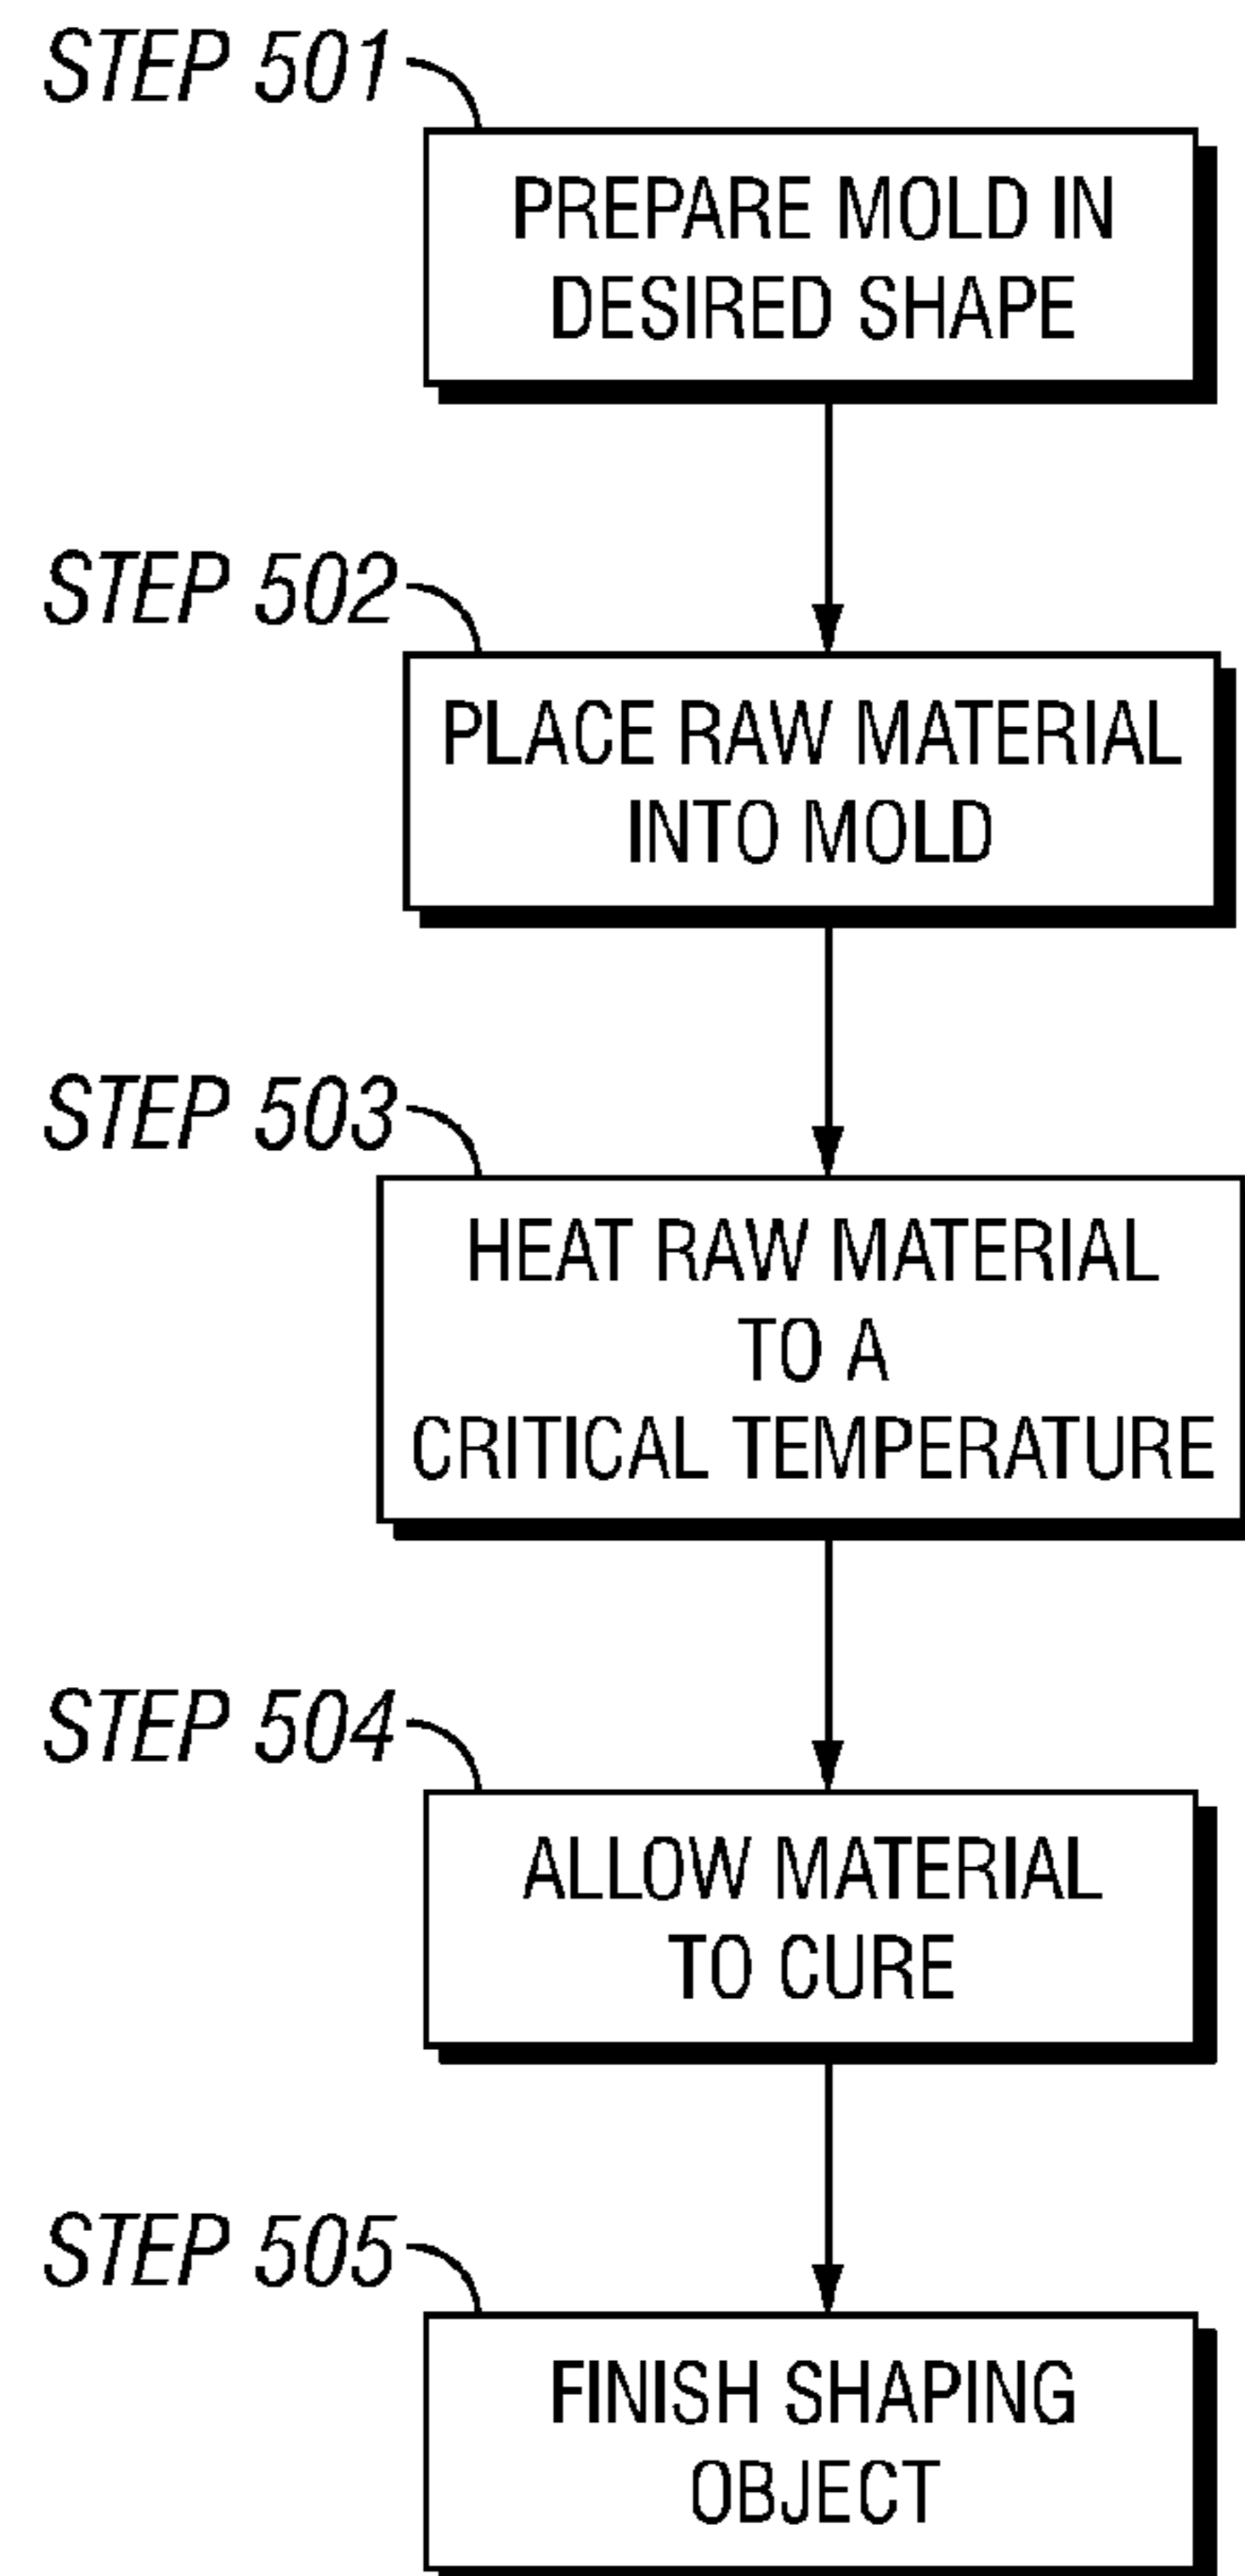 STEP 501
PREPARE MOLD IN
DESIRED SHAPE
STEP 502
PLACE RAW MATERIAL
INTO MOLD
STEP 503
HEAT RAW MATERIAL
TO A
CRITICAL TEMPERATURE
STEP 504
ALLOW MATERIAL
TO CURE
STEP 505
FINISH SHAPING
OBJECT